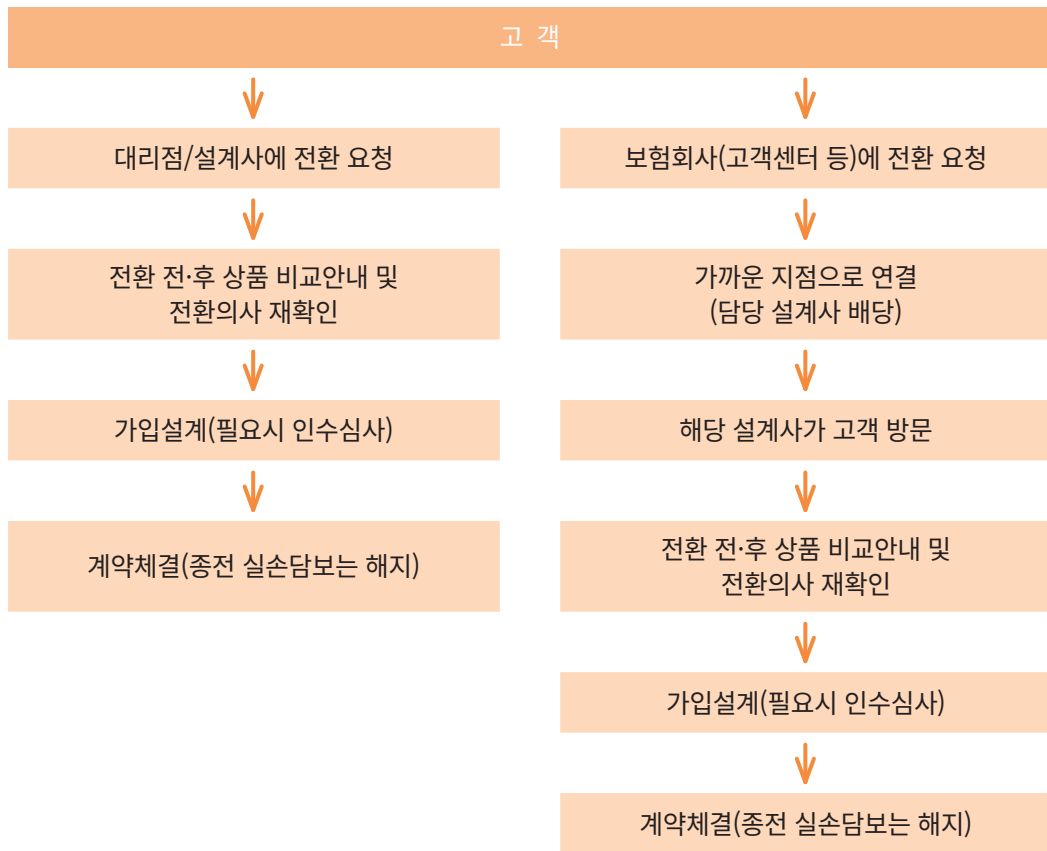 고 객
대리점/설계사에 전환 요청
전환 전·후 상품 비교안내 및
전환의사 재확인
가입설계(필요시 인수심사)
계약체결(종전 실손담보는 해지)
보험회사(고객센터 등)에 전환 요청
가까운 지점으로 연결
(담당 설계사 배당)
해당 설계사가 고객 방문
전환 전·후 상품 비교안내 및
전환의사 재확인
가입설계(필요시 인수심사)
계약체결(종전 실손담보는 해지)